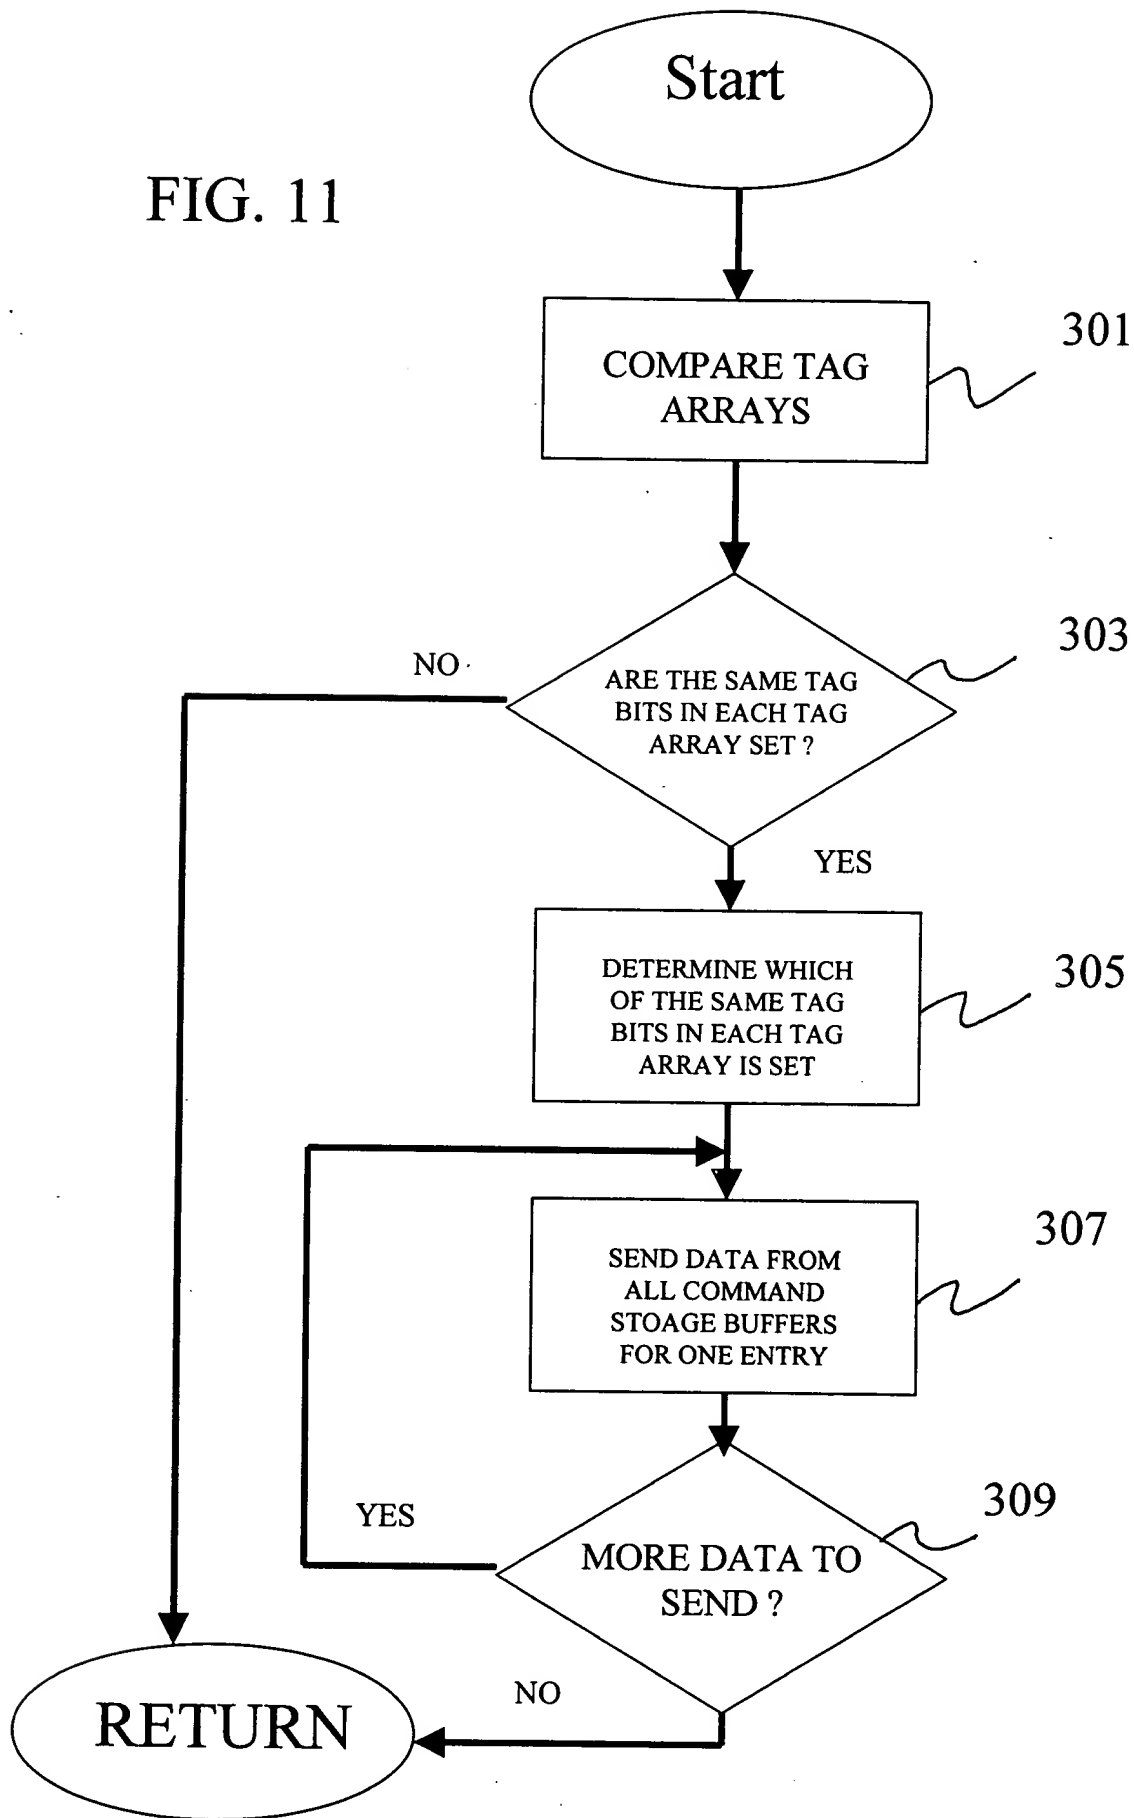 Start
FIG. 11
301
COMPARE TAG
ARRAYS
303
NO
ARE THE SAME TAG
BITS IN EACH TAG
ARRAY SET ?
YES
305
DETERMINE WHICH
OF THE SAME TAG
BITS IN EACH TAG
ARRAY IS SET
307
SEND DATA FROM
ALL COMMAND
STOAGE BUFFERS
FOR ONE ENTRY
309
YES
MORE DATA TO
SEND ?
NO
RETURN